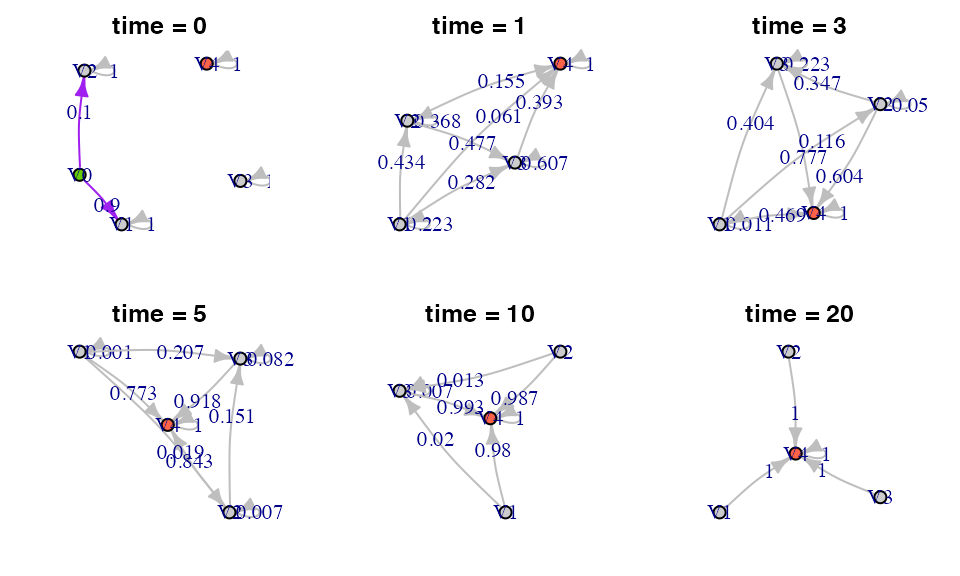 time = 0
V2 1
V4 1
0.1
V0
V3 1
0.9
V1 1
time = 1
V4 1
0.155
0.393
0.061
V2 0.368
0.477
0.434
V3 0.607
0.282
V1 0.223
time = 3
V3 0.223
0.347
V2 0.05
0.404
0.116
0.777
0.604
V1 0.011
0.469
V4 1
time = 5
V1 0.001
0.207
V3 0.082
0.773
0.918
0.151
V4 1
0.019
0.843
V2 0.007
time = 10
V2
0.013
V3 0.007
0.987
0.993
V4 1
0.02
0.98
V1
time = 20
V2
1
V4 1
1
1
V3
V1